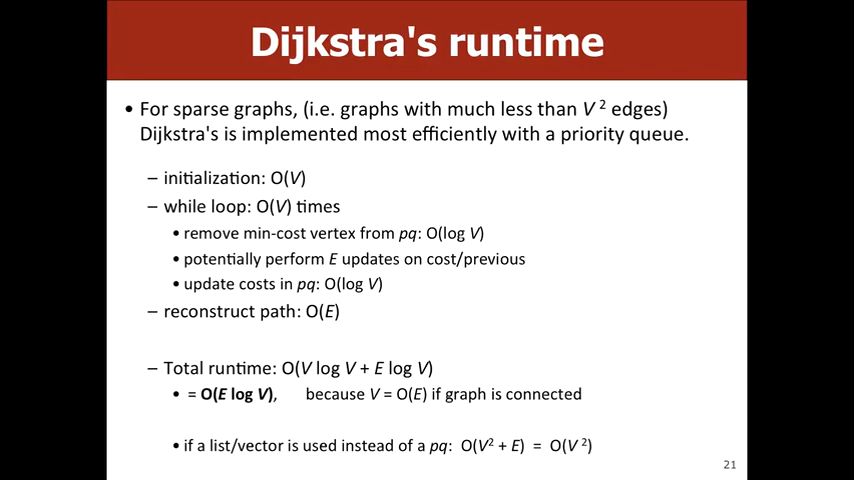 Dijkstra's runtime
• For sparse graphs, (i.e. graphs with much less than V² edges)
Dijkstra's is implemented most efficiently with a priority queue.
– initialization: O(V)
– while loop: O(V) times
• remove min-cost vertex from pq: O(log V)
• potentially perform E updates on cost/previous
• update costs in pq: O(log V)
– reconstruct path: O(E)
– Total runtime: O(V log V + E log V)
• = O(E log V), because V = O(E) if graph is connected
• if a list/vector is used instead of a pq: O(V² + E) = O(V²)
21